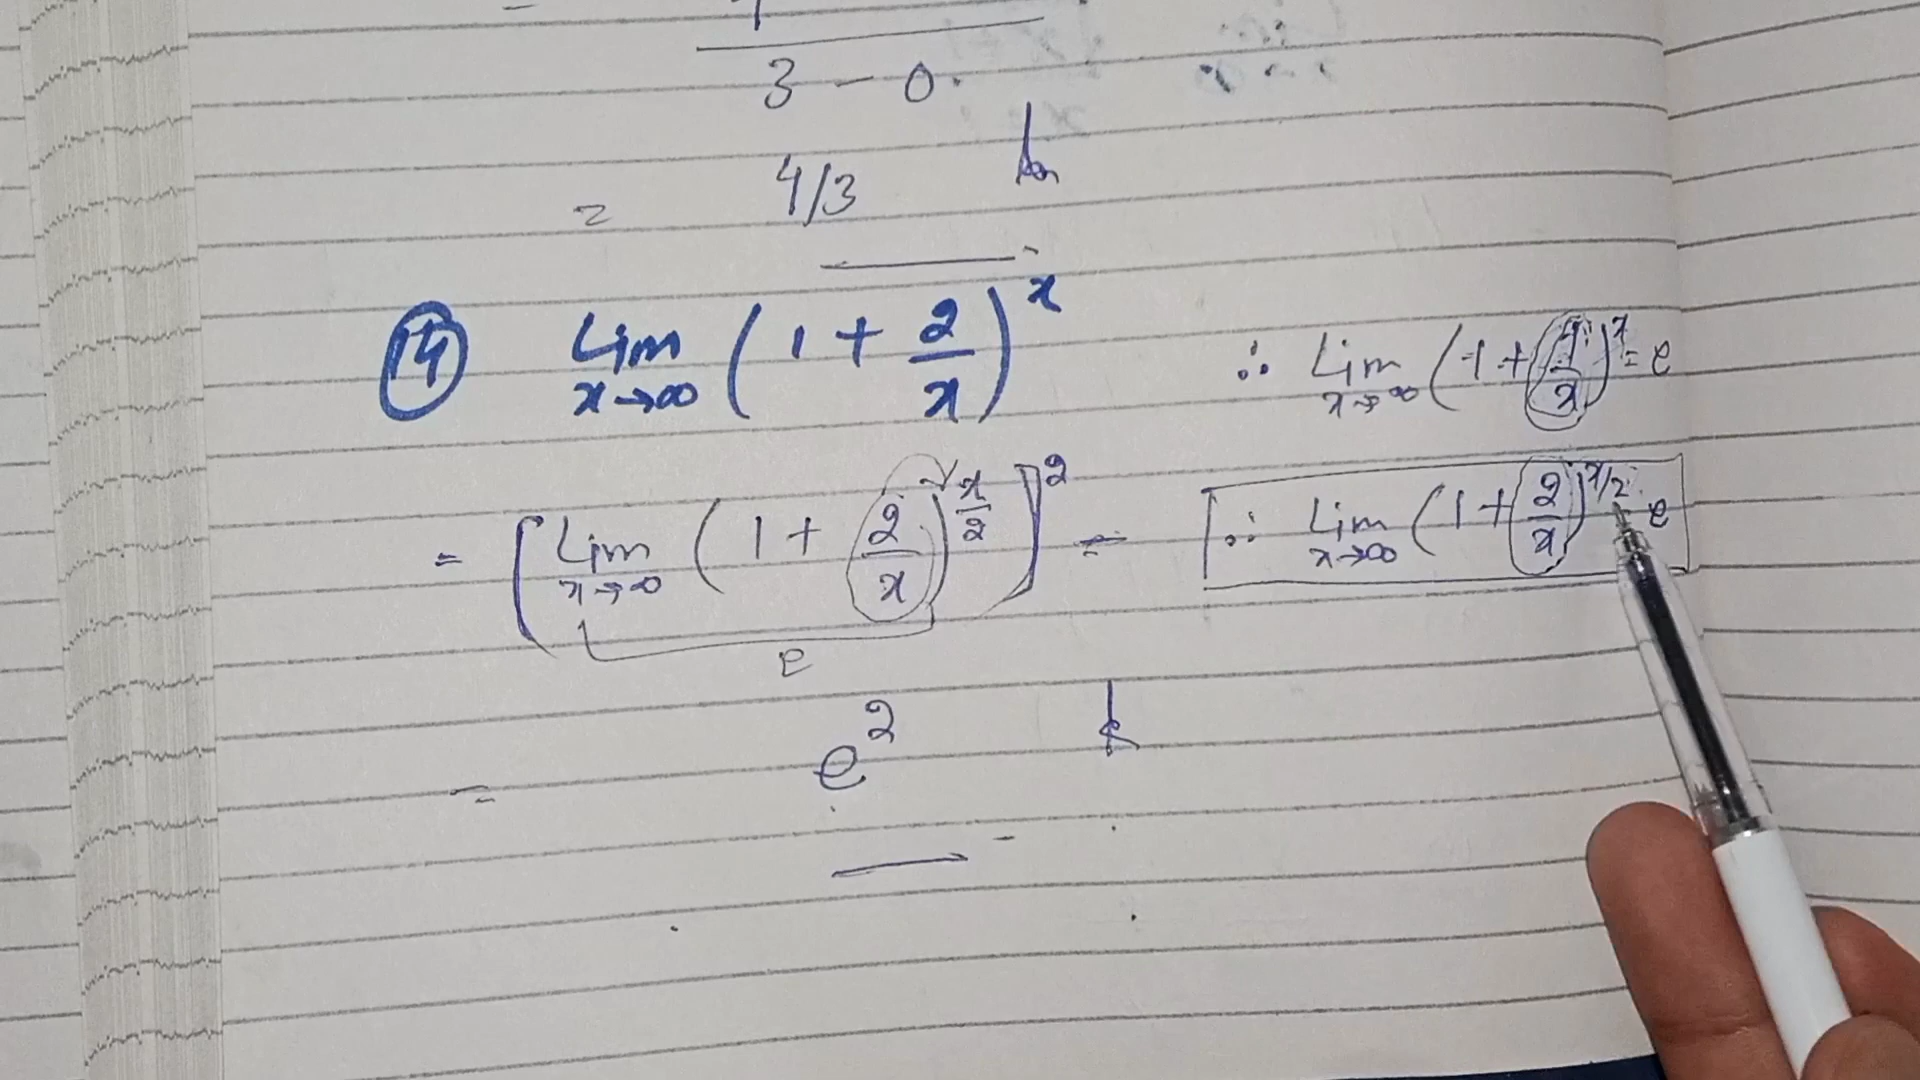 3 - 0
= 4/3
(14) Lim x→∞ (1 + 2/x)^x
∴ Lim x→∞ (1 + 1/x)^x = e
= [Lim x→∞ (1 + 2/x)^(x/2)]^2
∴ Lim x→∞ (1 + 2/x)^x/2 = e
e
= e^2